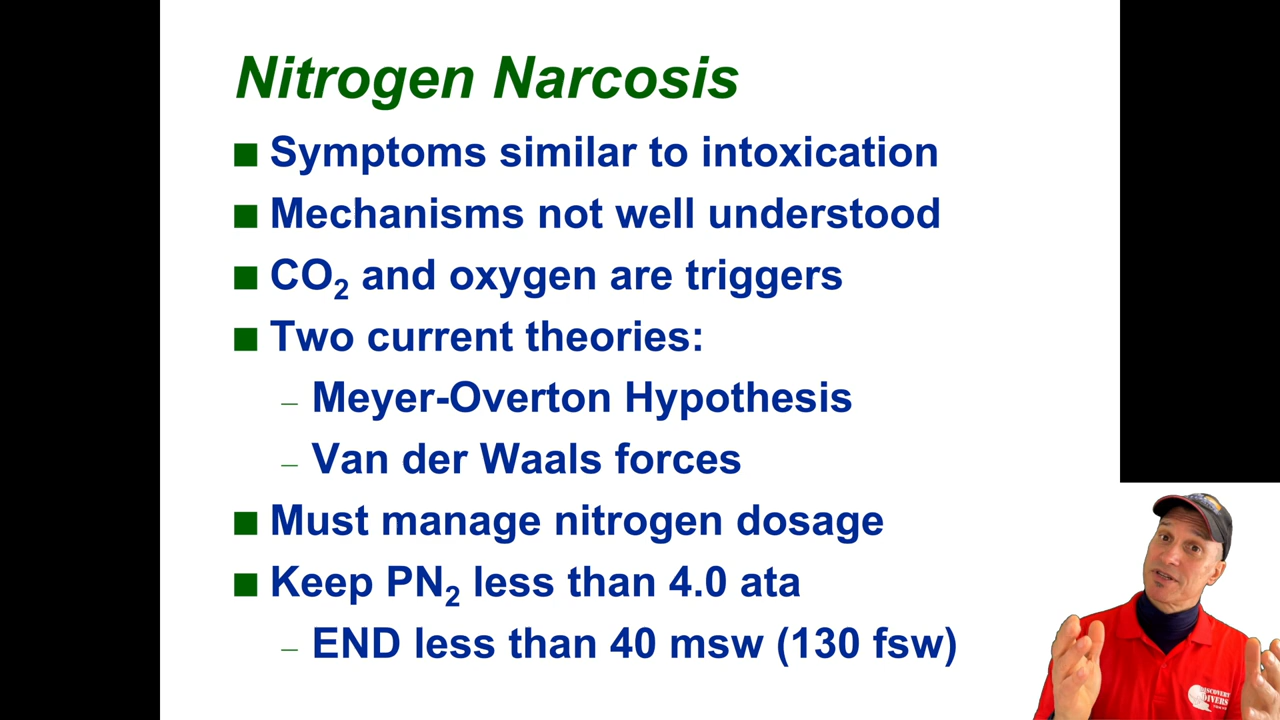 Nitrogen Narcosis
■ Symptoms similar to intoxication
■ Mechanisms not well understood
■ CO₂ and oxygen are triggers
■ Two current theories:
– Meyer-Overton Hypothesis
– Van der Waals forces
■ Must manage nitrogen dosage
■ Keep PN₂ less than 4.0 ata
– END less than 40 msw (130 fsw)
DISCOVERY
DIVERS